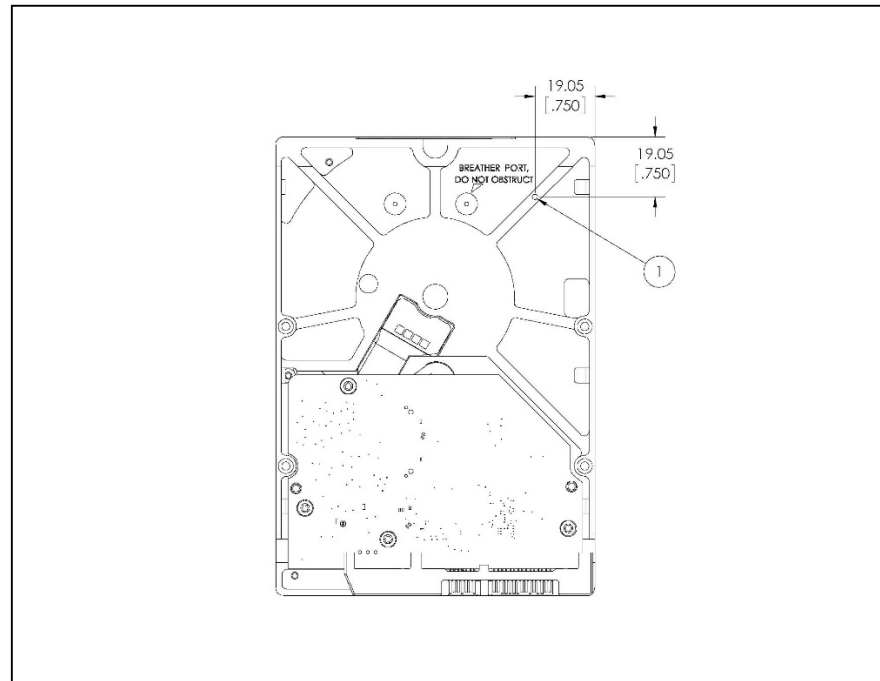 19.05
[.750]
19.05
[.750]
BREATHER PORT,
DO NOT OBSTRUCT
1